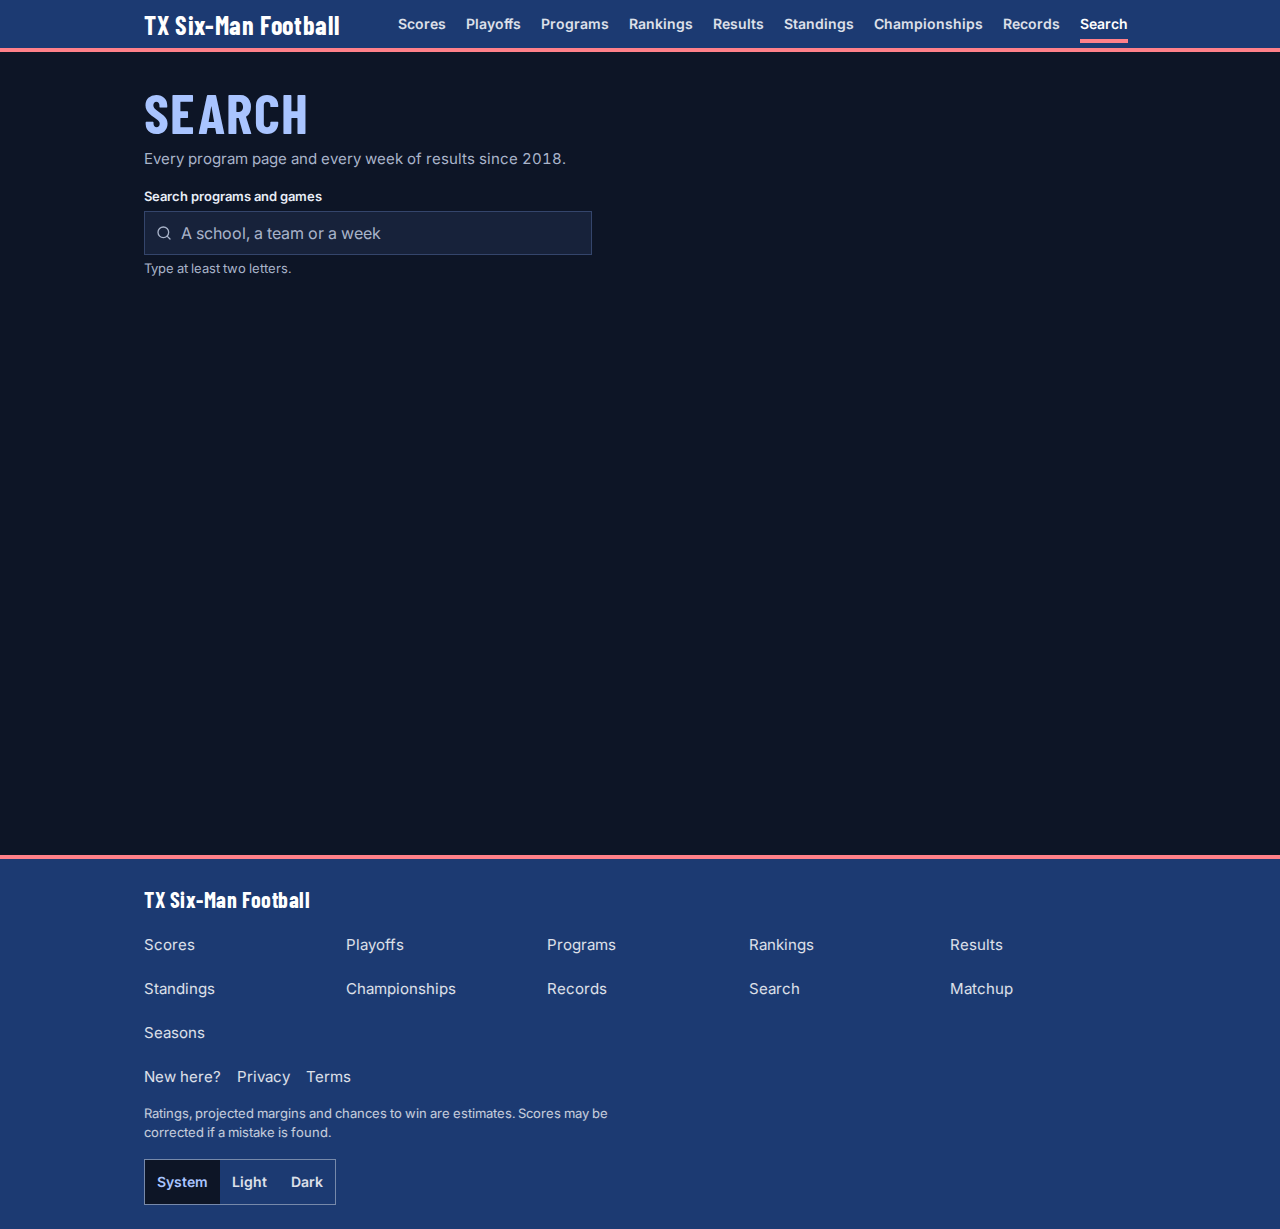 TX Six-Man Football
Scores Playoffs Programs Rankings Results Standings Championships Records Search
SEARCH
Every program page and every week of results since 2018.
Search programs and games
A school, a team or a week
Type at least two letters.
TX Six-Man Football
Scores Playoffs Programs Rankings Results
Standings Championships Records Search Matchup
Seasons
New here? Privacy Terms
Ratings, projected margins and chances to win are estimates. Scores may be
corrected if a mistake is found.
System Light Dark